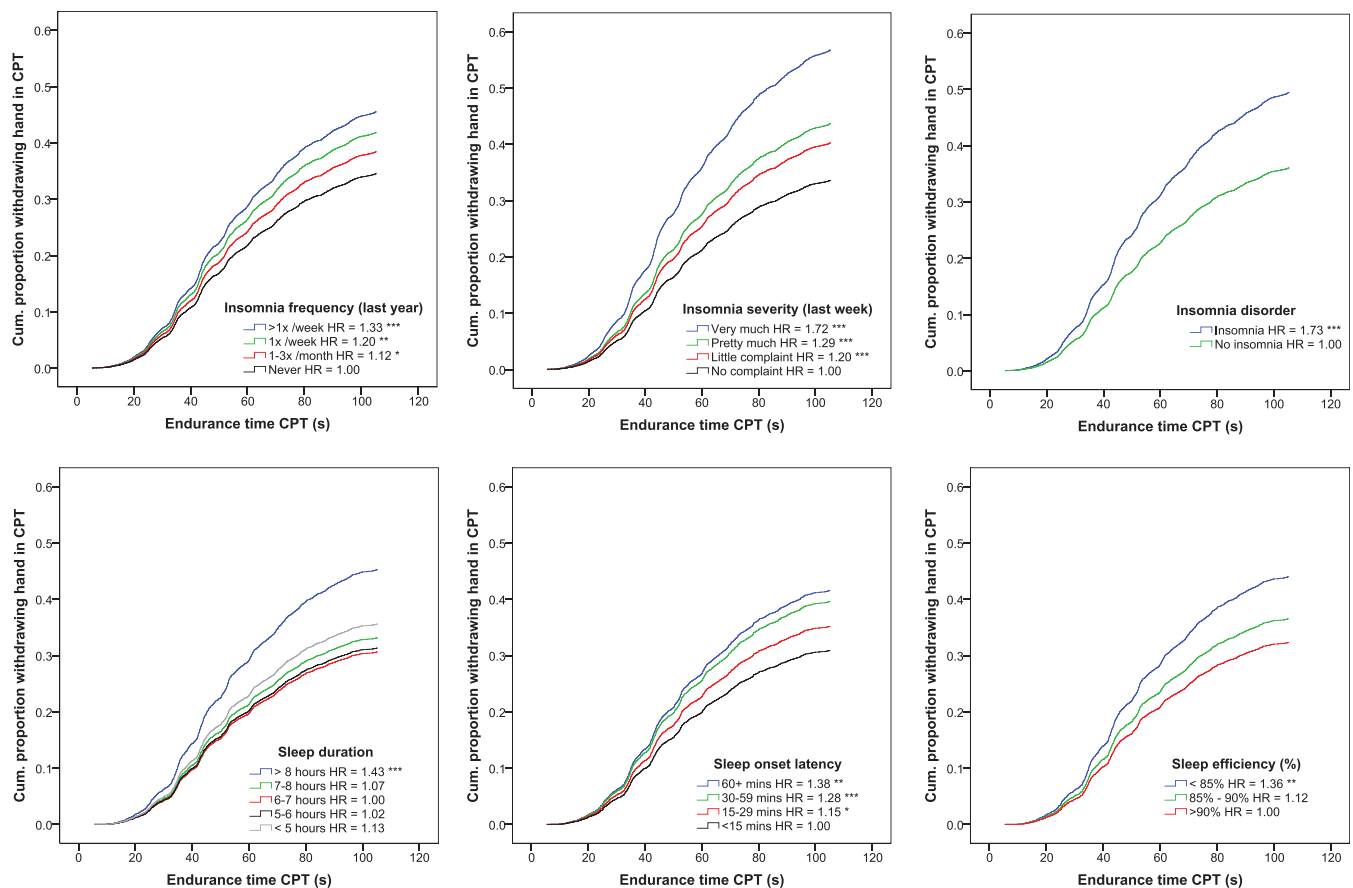 Cum. proportion withdrawing hand in CPT
0.6
0.5
0.4
0.3
0.2
0.1
0.0
Insomnia frequency (last year)
>1x /week HR = 1.33 ***
1x /week HR = 1.20 **
1-3x /month HR = 1.12 *
Never HR = 1.00
0 20 40 60 80 100 120
Endurance time CPT (s)
Cum. proportion withdrawing hand in CPT
0.6
0.5
0.4
0.3
0.2
0.1
0.0
Insomnia severity (last week)
Very much HR = 1.72 ***
Pretty much HR = 1.29 ***
Little complaint HR = 1.20 ***
No complaint HR = 1.00
0 20 40 60 80 100 120
Endurance time CPT (s)
Cum. proportion withdrawing hand in CPT
0.6
0.5
0.4
0.3
0.2
0.1
0.0
Insomnia disorder
Insomnia HR = 1.73 ***
No insomnia HR = 1.00
0 20 40 60 80 100 120
Endurance time CPT (s)
Cum. proportion withdrawing hand in CPT
0.6
0.5
0.4
0.3
0.2
0.1
0.0
Sleep duration
> 8 hours HR = 1.43 ***
7-8 hours HR = 1.07
6-7 hours HR = 1.00
5-6 hours HR = 1.02
< 5 hours HR = 1.13
0 20 40 60 80 100 120
Endurance time CPT (s)
Cum. proportion withdrawing hand in CPT
0.6
0.5
0.4
0.3
0.2
0.1
0.0
Sleep onset latency
60+ mins HR = 1.38 **
30-59 mins HR = 1.28 ***
15-29 mins HR = 1.15 *
<15 mins HR = 1.00
0 20 40 60 80 100 120
Endurance time CPT (s)
Cum. proportion withdrawing hand in CPT
0.6
0.5
0.4
0.3
0.2
0.1
0.0
Sleep efficiency (%)
< 85% HR = 1.36 **
85% - 90% HR = 1.12
>90% HR = 1.00
0 20 40 60 80 100 120
Endurance time CPT (s)